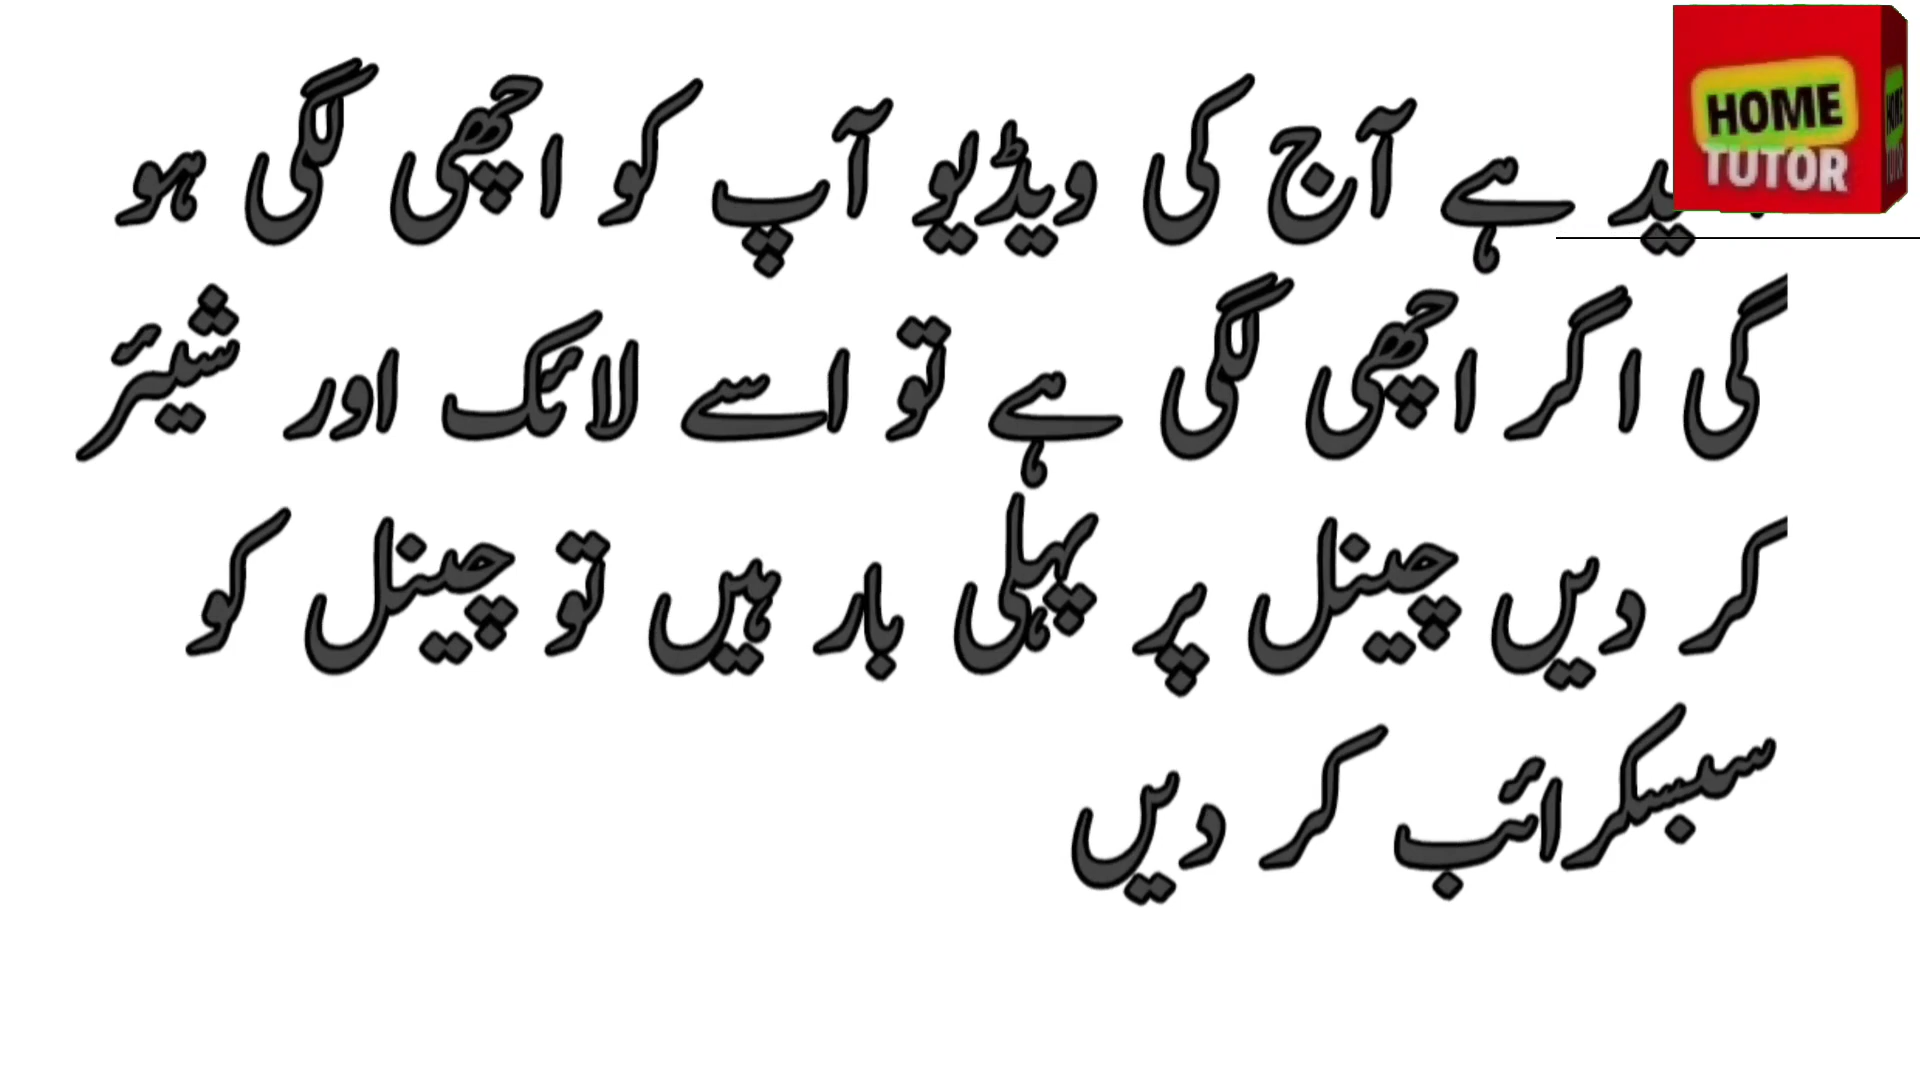 HOME
TUTOR
ہے آج کی ویڈیو آپ کو اچھی لگی ہو
گی اگر اچھی لگی ہے تو اسے لائک اور شیئر
کر دیں چینل پر پہلی بار ہیں تو چینل کو
سبسکرائب کر دیں